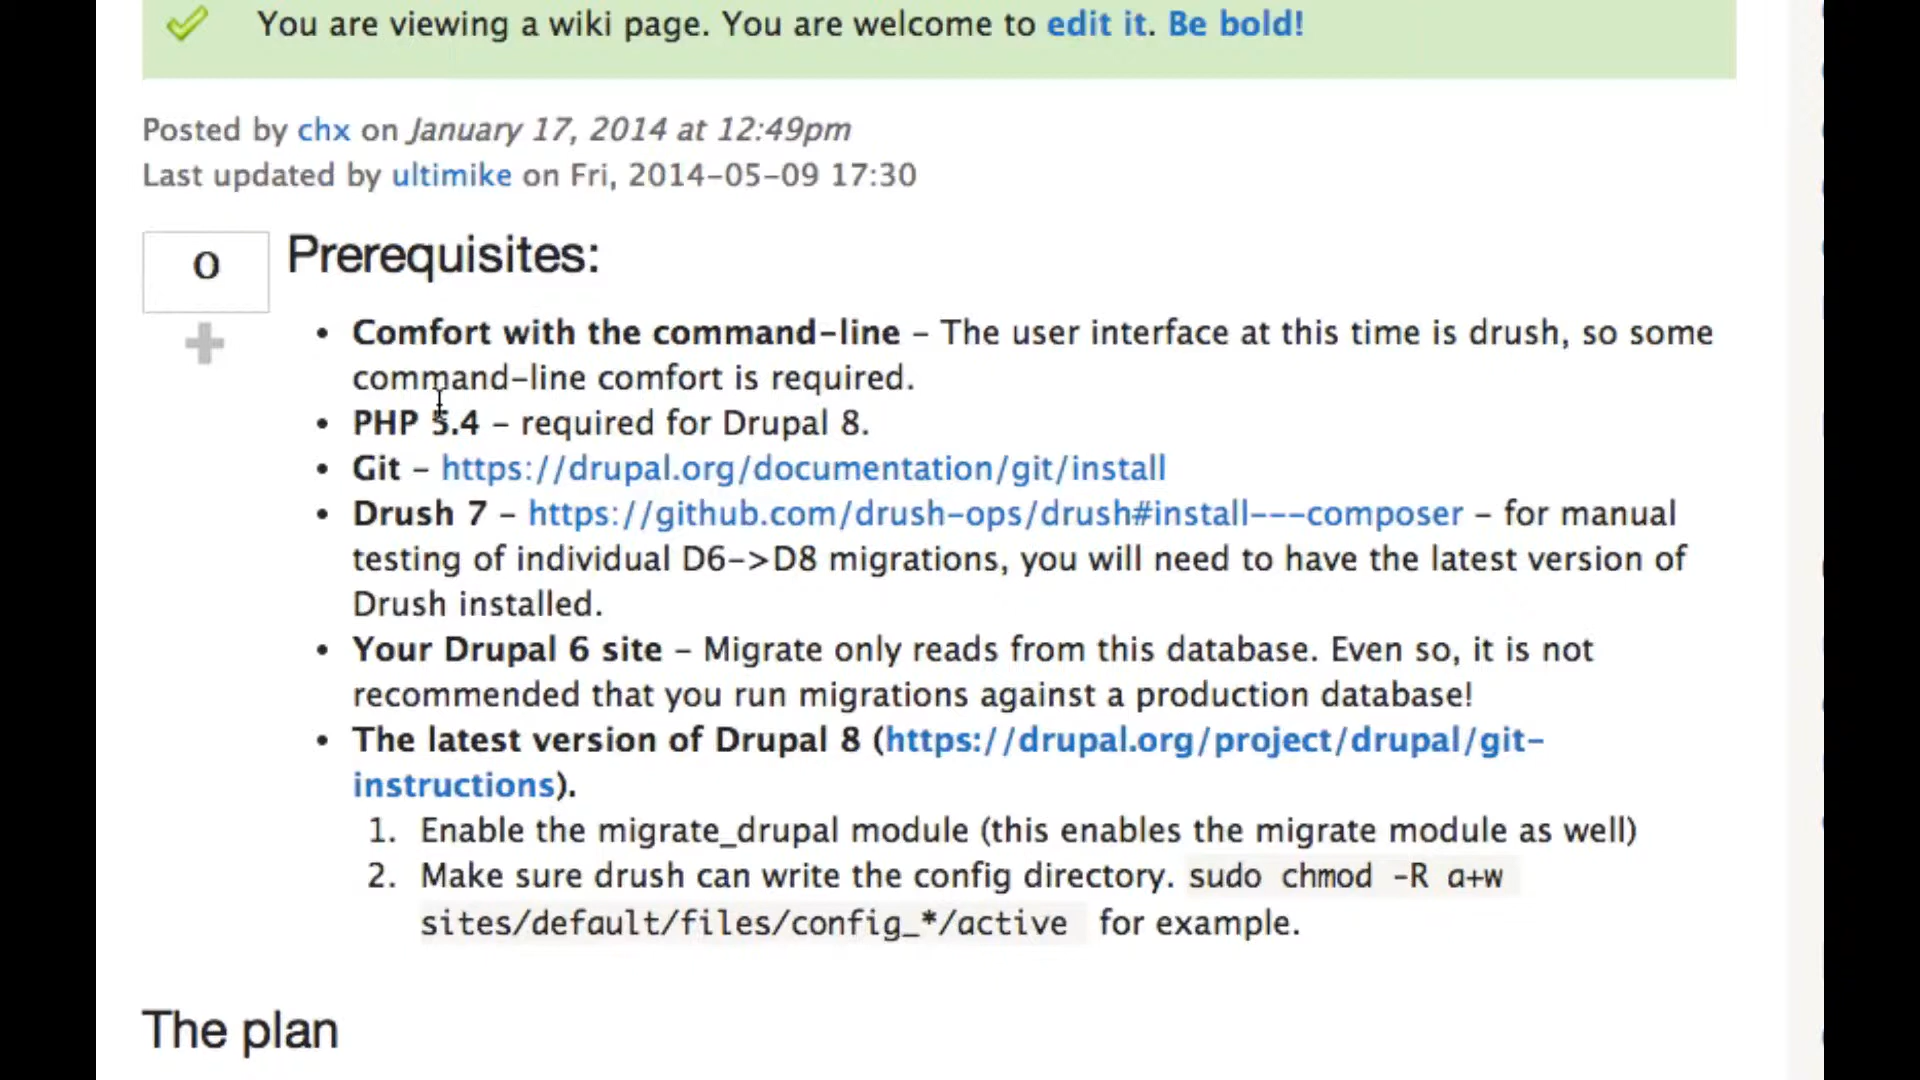 You are viewing a wiki page. You are welcome to edit it. Be bold!
Posted by chx on January 17, 2014 at 12:49pm
Last updated by ultimike on Fri, 2014-05-09 17:30
0
Prerequisites:
• Comfort with the command-line – The user interface at this time is drush, so some
command-line comfort is required.
• PHP 5.4 – required for Drupal 8.
• Git – https://drupal.org/documentation/git/install
• Drush 7 – https://github.com/drush-ops/drush#install---composer – for manual
testing of individual D6->D8 migrations, you will need to have the latest version of
Drush installed.
• Your Drupal 6 site – Migrate only reads from this database. Even so, it is not
recommended that you run migrations against a production database!
• The latest version of Drupal 8 (https://drupal.org/project/drupal/git-
instructions).
1. Enable the migrate_drupal module (this enables the migrate module as well)
2. Make sure drush can write the config directory. sudo chmod -R a+w
sites/default/files/config_*/active for example.
The plan